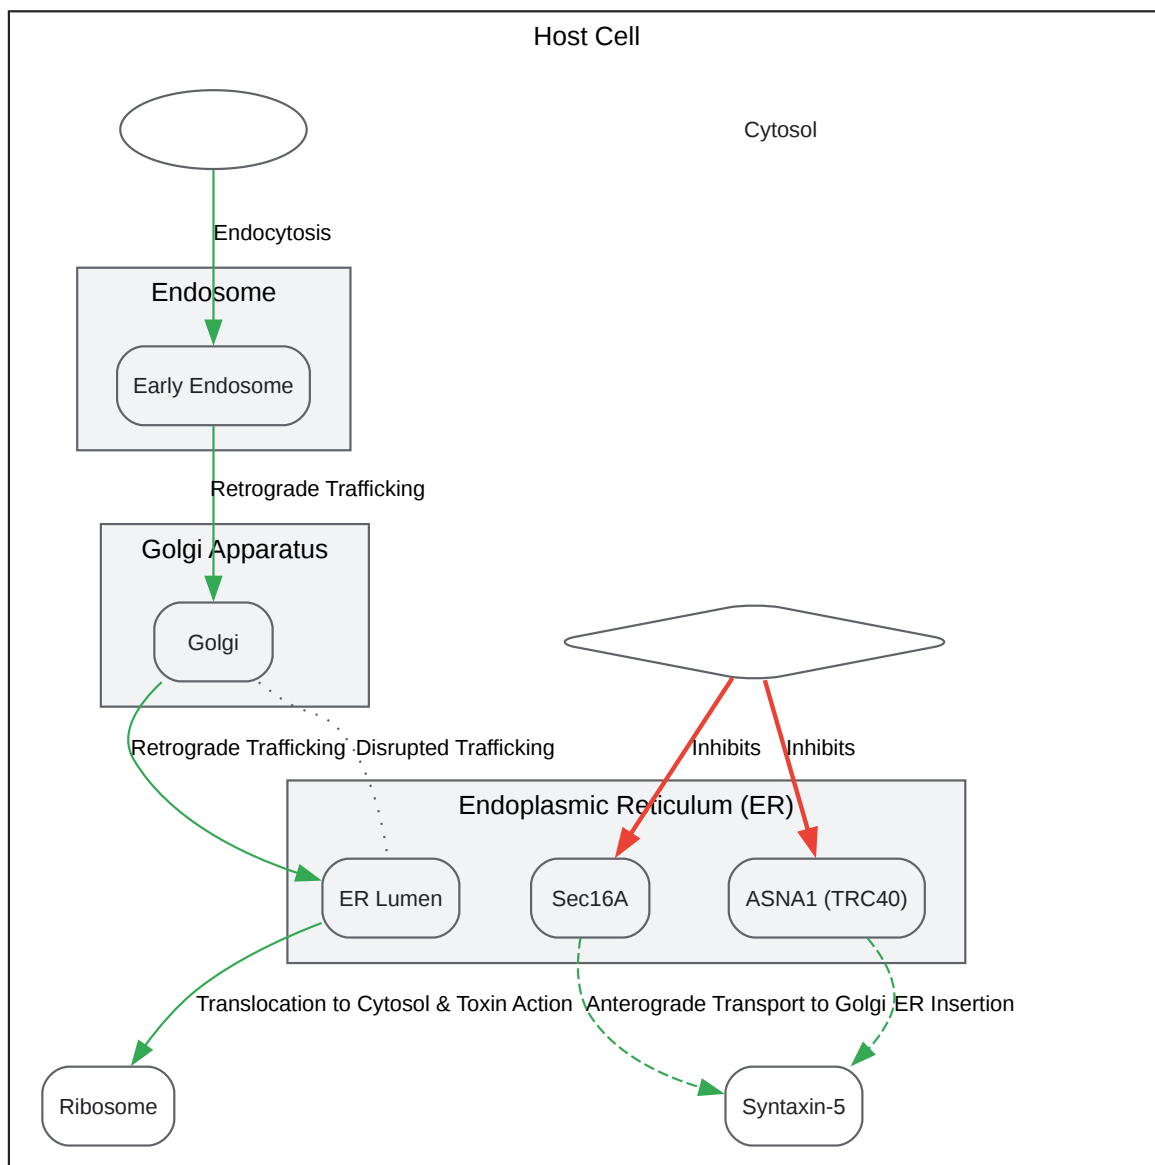 Host Cell
Cytosol
Endocytosis
Endosome
Early Endosome
Retrograde Trafficking
Golgi Apparatus
Golgi
Retrograde Trafficking
Disrupted Trafficking
Inhibits
Inhibits
Endoplasmic Reticulum (ER)
ER Lumen
Sec16A
ASNA1 (TRC40)
Translocation to Cytosol & Toxin Action
Anterograde Transport to Golgi
ER Insertion
Ribosome
Syntaxin-5